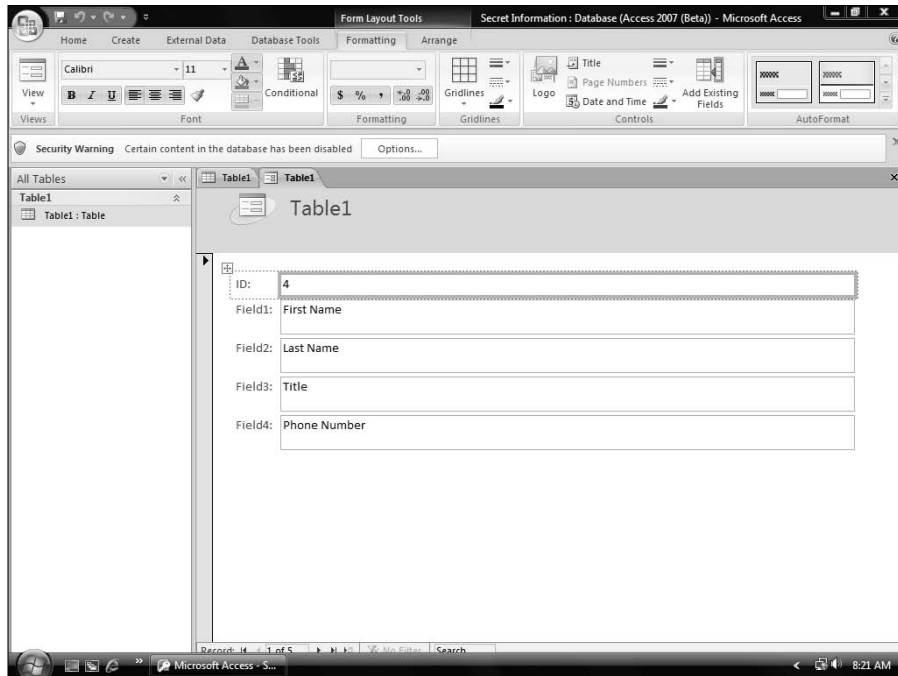 Form Layout Tools Secret Information : Database (Access 2007 (Beta)) - Microsoft Access
Home Create External Data Database Tools Formatting Arrange
View
Views
Calibri 11
B I U
Font
Conditional
$ % ,
Formatting
Gridlines
Gridlines
Logo
Title
Page Numbers
Date and Time
Add Existing Fields
Controls
AutoFormat
Security Warning Certain content in the database has been disabled Options...
All Tables
Table1
Table1 : Table
Table1 Table1
Table1
ID: 4
Field1: First Name
Field2: Last Name
Field3: Title
Field4: Phone Number
Record: 1 of 5 No Filter Search
Microsoft Access - S... 8:21 AM